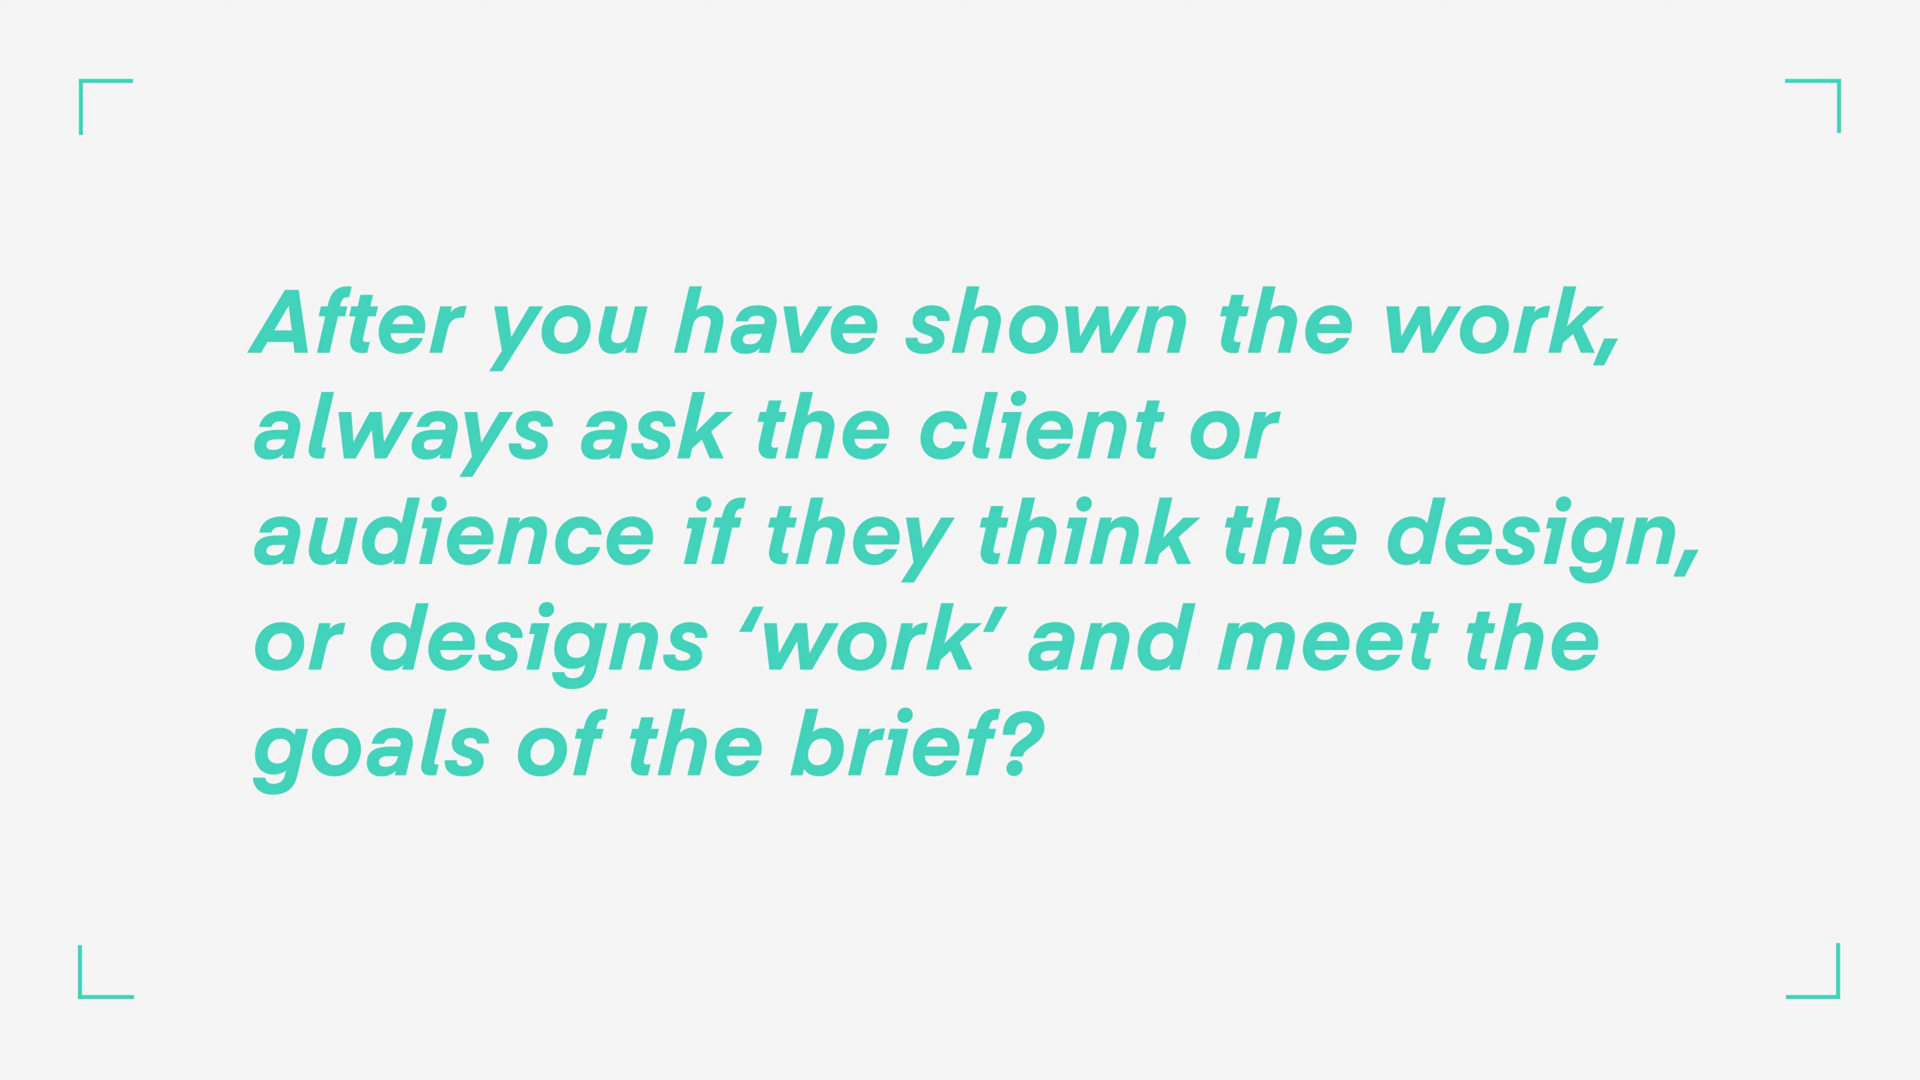 After you have shown the work,
always ask the client or
audience if they think the design,
or designs ‘work’ and meet the
goals of the brief?